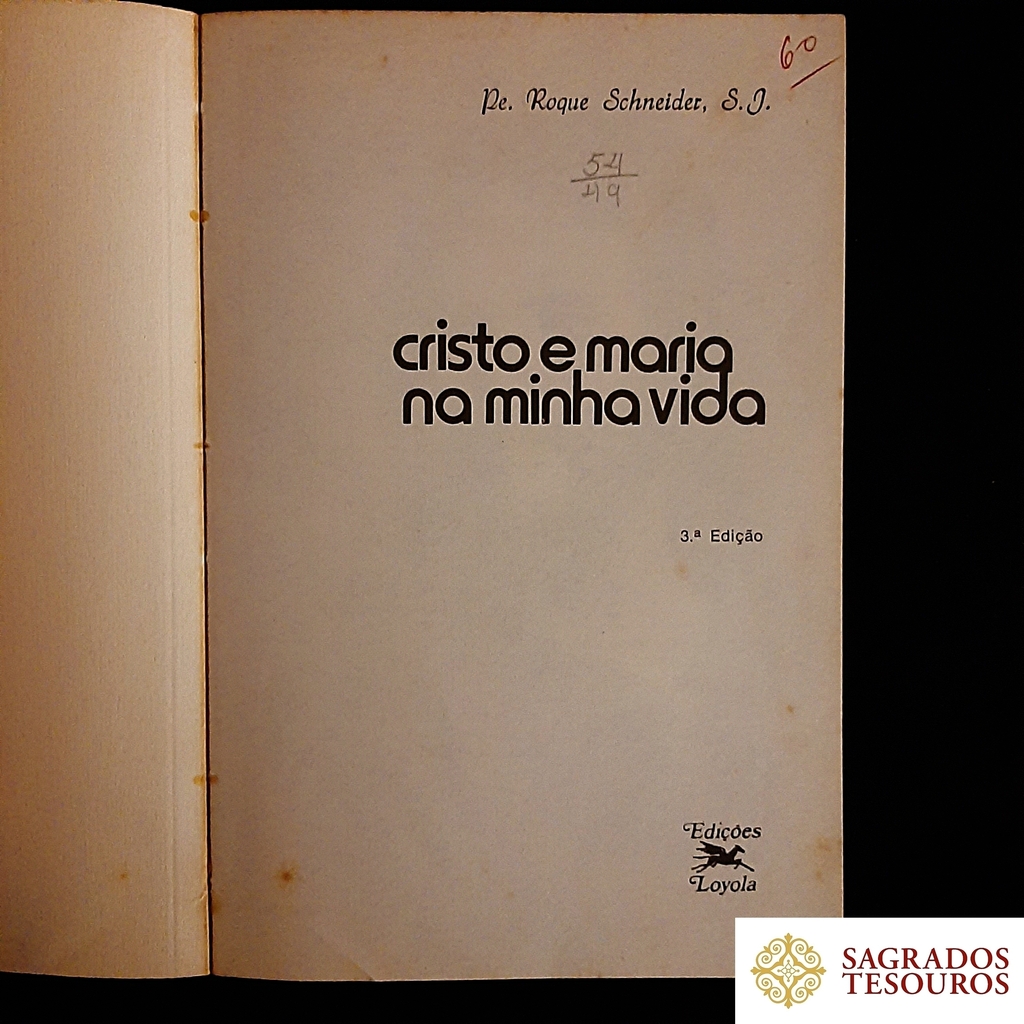 60
Pe. Roque Schneider, S.J.
54
49
cristo e maria
na minha vida
3.ª Edição
Edições
Loyola
SAGRADOS
TESOUROS